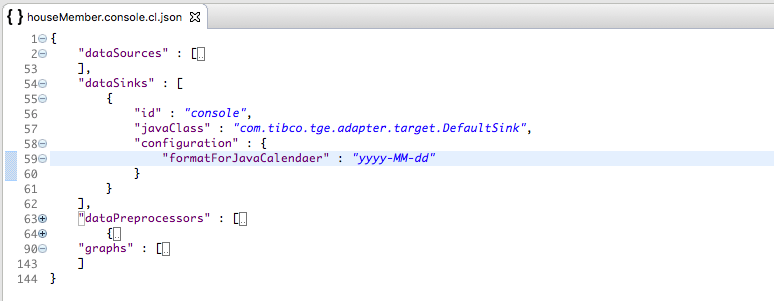 { } houseMember.console.cl.json
1 {
2 "dataSources" : [..
53 ],
54 "dataSinks" : [
55 {
56 "id" : "console",
57 "javaClass" : "com.tibco.tge.adapter.target.DefaultSink",
58 "configuration" : {
59 "formatForJavaCalendaer" : "yyyy-MM-dd"
60 }
61 }
62 ],
63 "dataPreprocessors" : [..
64 {..
90 "graphs" : [..
143 ]
144 }